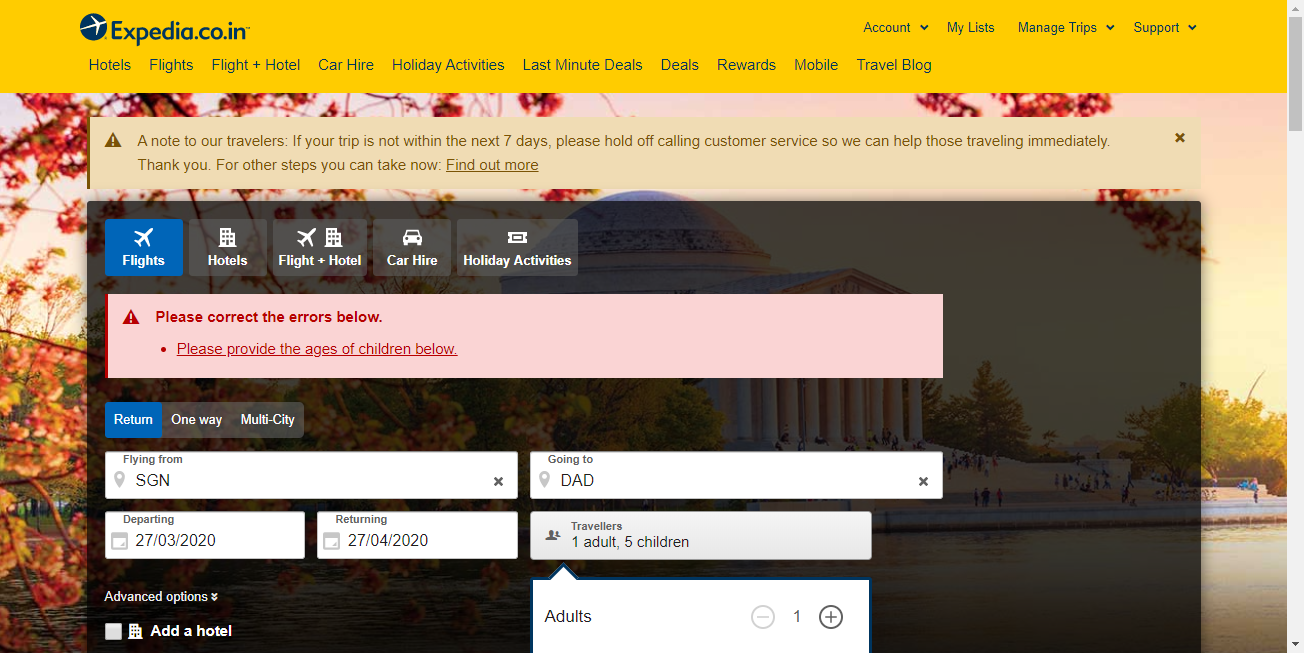 Expedia.co.in™
Account My Lists Manage Trips Support
Hotels Flights Flight + Hotel Car Hire Holiday Activities Last Minute Deals Deals Rewards Mobile Travel Blog
A note to our travelers: If your trip is not within the next 7 days, please hold off calling customer service so we can help those traveling immediately.
Thank you. For other steps you can take now: Find out more
Flights Hotels Flight + Hotel Car Hire Holiday Activities
Please correct the errors below.
• Please provide the ages of children below.
Return One way Multi-City
Flying from Going to
SGN DAD
Departing Returning Travellers
27/03/2020 27/04/2020 1 adult, 5 children
Advanced options
Adults 1
Add a hotel